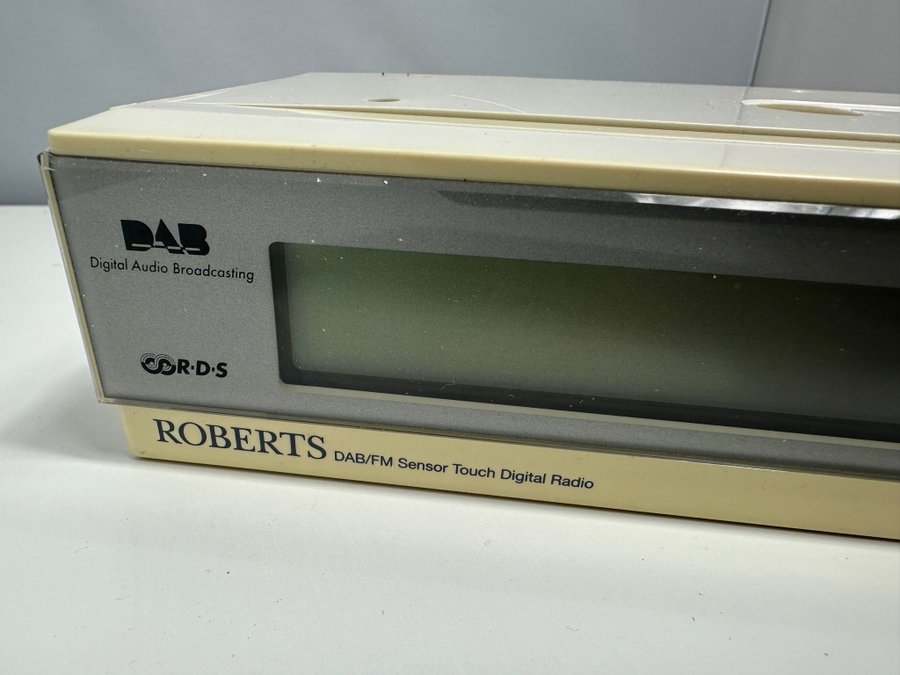 DAB
Digital Audio Broadcasting
R·D·S
ROBERTS DAB/FM Sensor Touch Digital Radio